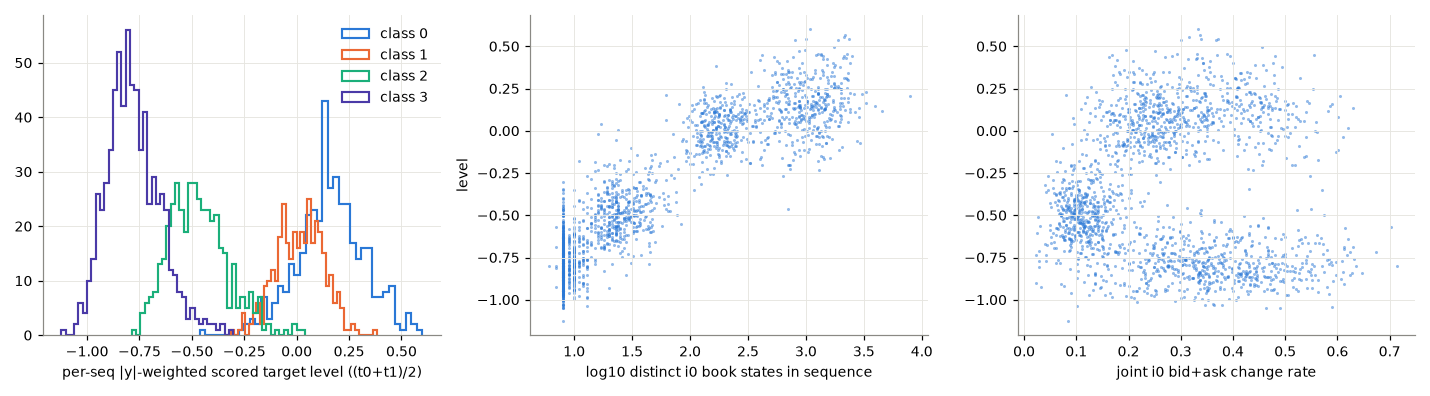 class 0
class 1
class 2
class 3
50
40
30
20
10
0
−1.00 −0.75 −0.50 −0.25 0.00 0.25 0.50
per-seq |y|-weighted scored target level ((t0+t1)/2)
level
0.50
0.25
0.00
−0.25
−0.50
−0.75
−1.00
1.0 1.5 2.0 2.5 3.0 3.5 4.0
log10 distinct i0 book states in sequence
0.50
0.25
0.00
−0.25
−0.50
−0.75
−1.00
0.0 0.1 0.2 0.3 0.4 0.5 0.6 0.7
joint i0 bid+ask change rate